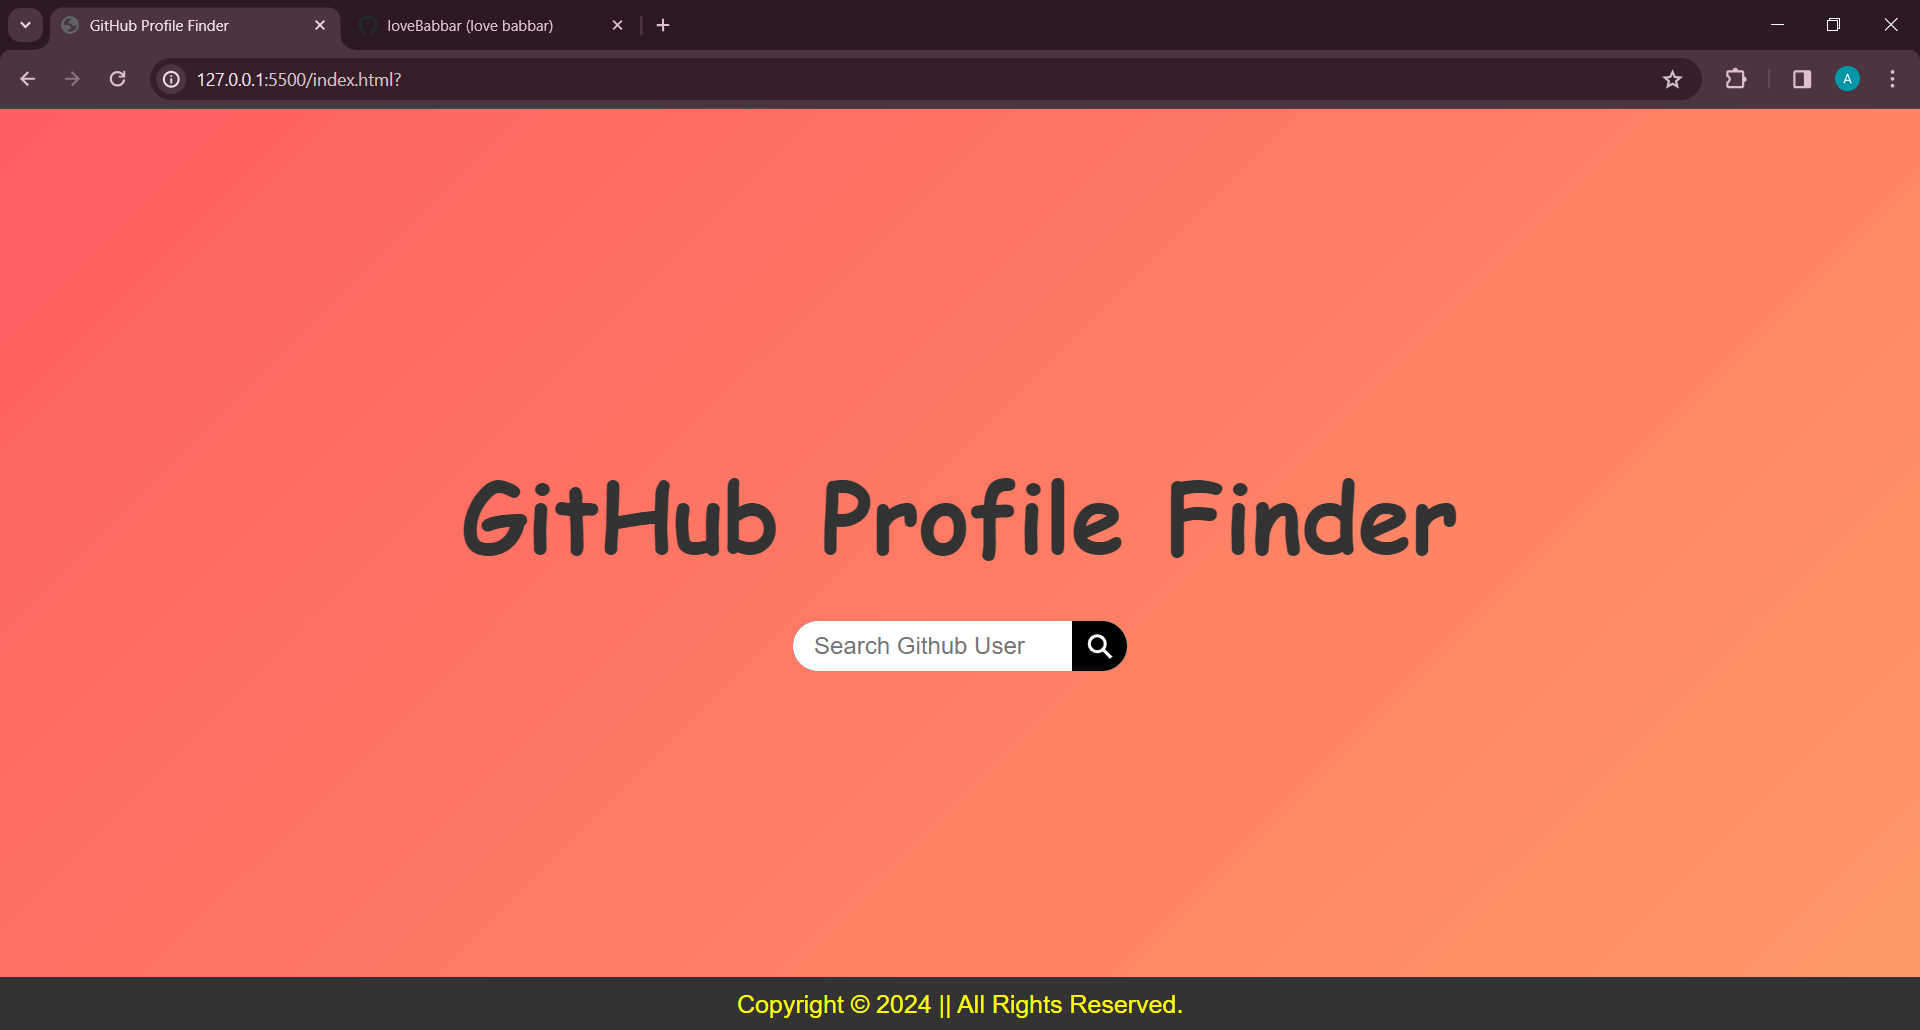 GitHub Profile Finder
loveBabbar (love babbar)
127.0.0.1:5500/index.html?
A
GitHub Profile Finder
Search Github User
Copyright © 2024 || All Rights Reserved.